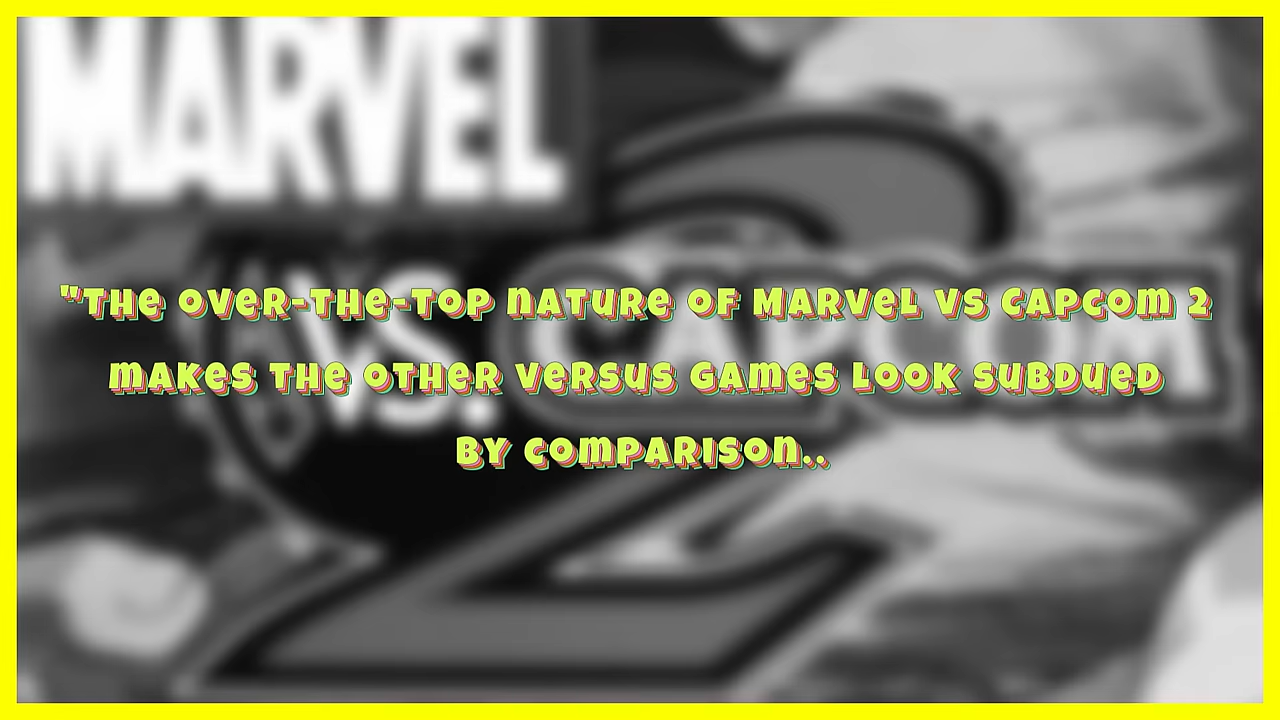 MARVEL
VS. CAPCOM
2
"The over-the-top nature of Marvel vs Capcom 2
makes the other versus games look subdued
by comparison..